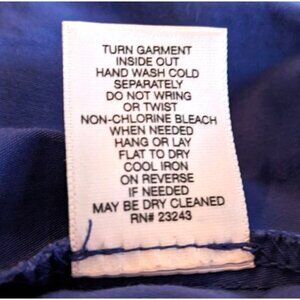 TURN GARMENT
INSIDE OUT
HAND WASH COLD
SEPARATELY
DO NOT WRING
OR TWIST
NON-CHLORINE BLEACH
WHEN NEEDED
HANG OR LAY
FLAT TO DRY
COOL IRON
ON REVERSE
IF NEEDED
MAY BE DRY CLEANED
RN# 23243